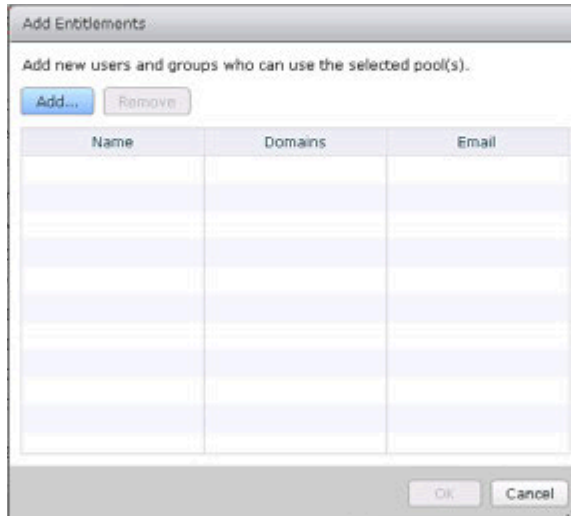 Add Entitlements
Add new users and groups who can use the selected pool(s).
Add... Remove
Name Domains Email
OK Cancel